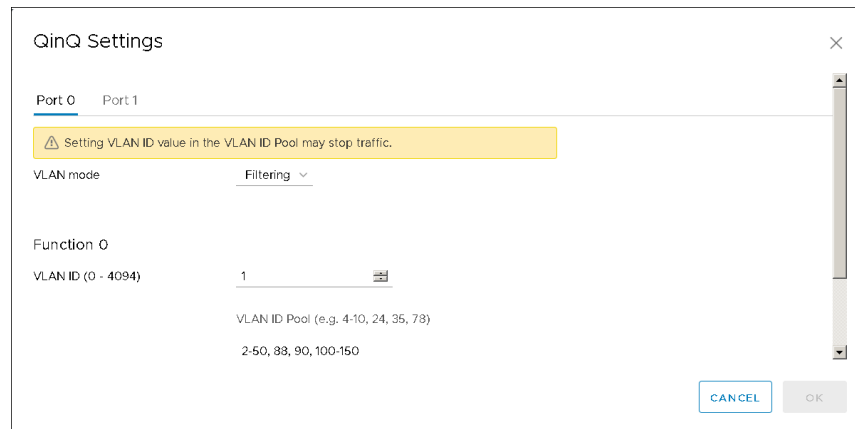 QinQ Settings
Port 0 Port 1
Setting VLAN ID value in the VLAN ID Pool may stop traffic.
VLAN mode Filtering
Function 0
VLAN ID (0 - 4094) 1
VLAN ID Pool (e.g. 4-10, 24, 35, 78)
2-50, 88, 90, 100-150
CANCEL OK